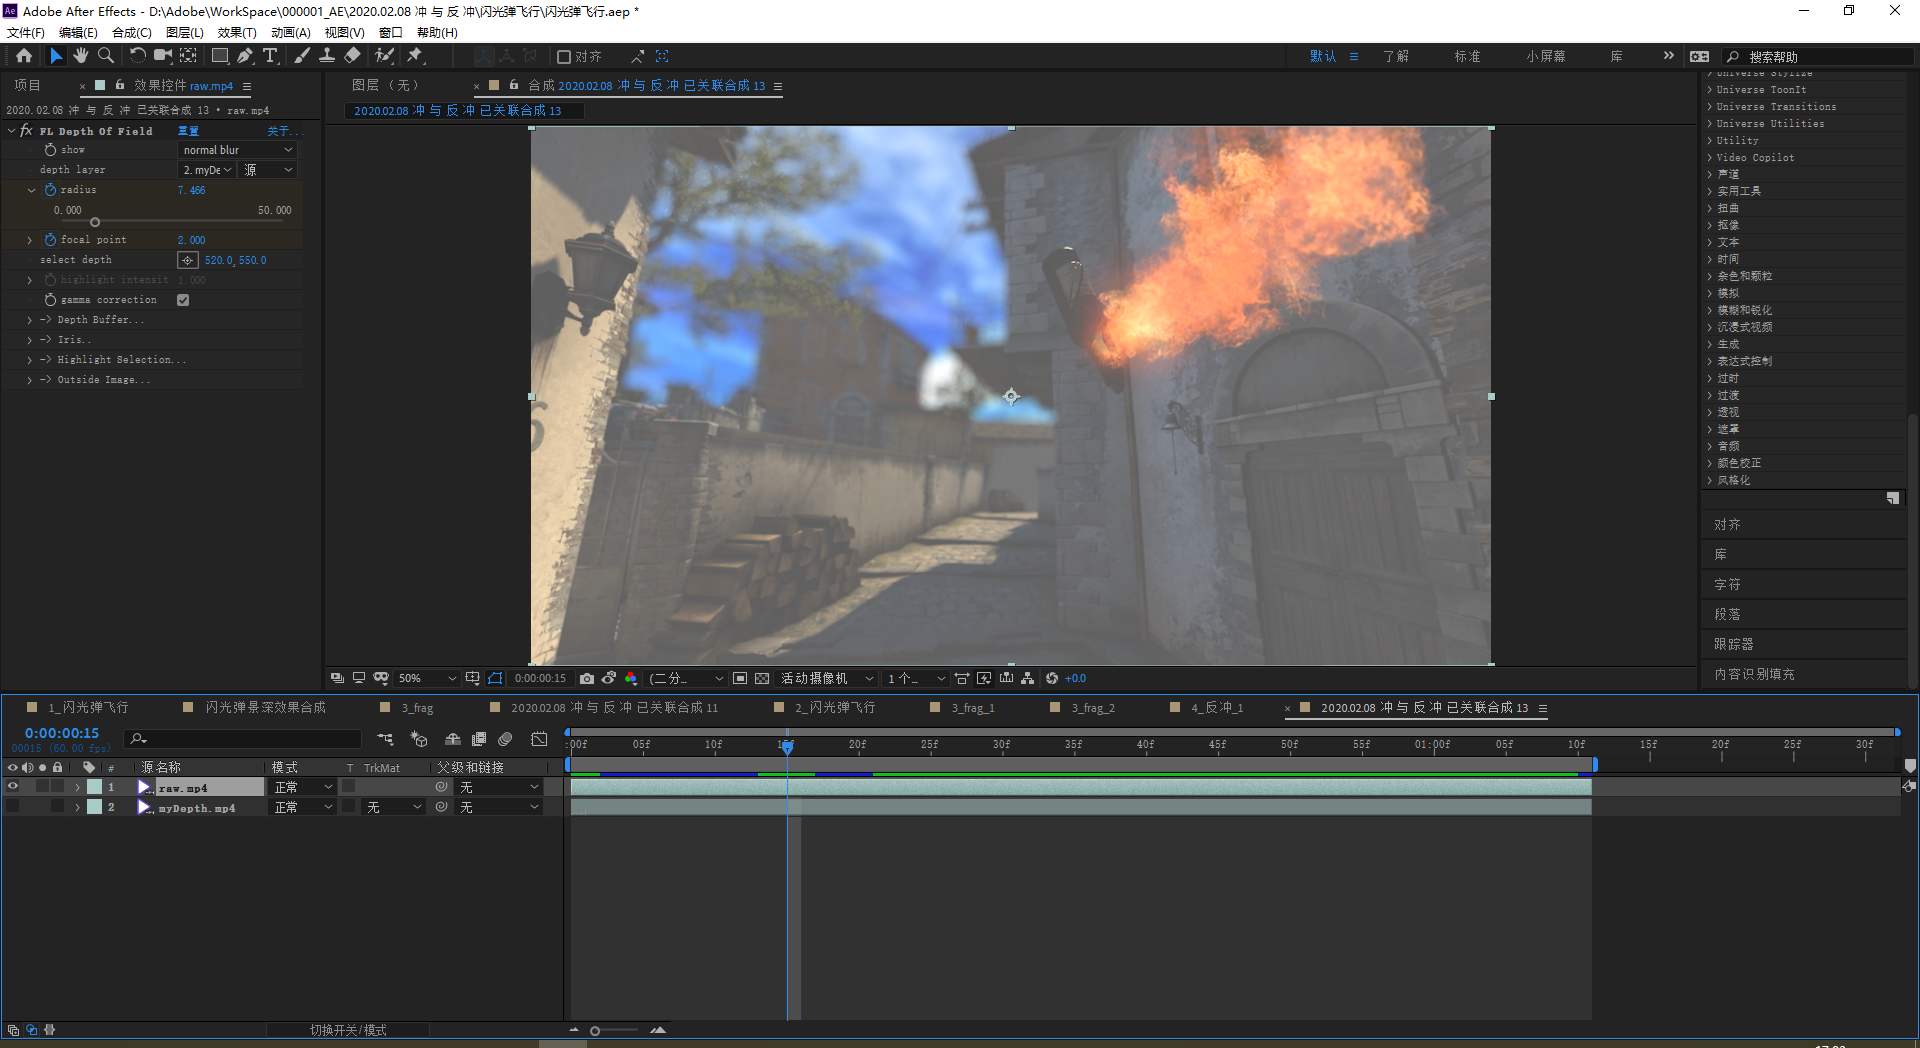 Adobe After Effects - D:\Adobe\WorkSpace\000001_AE\2020.02.08 冲 与 反 冲\闪光弹飞行\闪光弹飞行.aep *
文件(F) 编辑(E) 合成(C) 图层(L) 效果(T) 动画(A) 视图(V) 窗口 帮助(H)
对齐 默认 了解 标准 小屏幕 库 搜索帮助
项目 效果控件 raw.mp4
2020.02.08 冲 与 反 冲 已关联合成 13 • raw.mp4
fx FL Depth Of Field 重置 关于...
show normal blur
depth layer 2. myDe 源
radius 7.466
0.000 50.000
focal point 2.000
select depth 520.0, 550.0
highlight intensit 1.000
gamma correction
-> Depth Buffer...
-> Iris..
-> Highlight Selection...
-> Outside Image...
图层 （无）
合成 2020.02.08 冲 与 反 冲 已关联合成 13
2020.02.08 冲 与 反 冲 已关联合成 13
6
50% 0:00:00:15 (二分... 活动摄像机 1 个... +0.0
Universe Stylize
Universe ToonIt
Universe Transitions
Universe Utilities
Utility
Video Copilot
声道
实用工具
扭曲
抠像
文本
时间
杂色和颗粒
模拟
模糊和锐化
沉浸式视频
生成
表达式控制
过时
过渡
透视
遮罩
音频
颜色校正
风格化
对齐
库
字符
段落
跟踪器
内容识别填充
1_闪光弹飞行 闪光弹景深效果合成 3_frag 2020.02.08 冲 与 反 冲 已关联合成 11 2_闪光弹飞行 3_frag_1 3_frag_2 4_反冲_1 2020.02.08 冲 与 反 冲 已关联合成 13
0:00:00:15
00015 (60.00 fps)
:00f 05f 10f 15f 20f 25f 30f 35f 40f 45f 50f 55f 01:00f 05f 10f 15f 20f 25f 30f
# 源名称 模式 T TrkMat 父级和链接
1 raw.mp4 正常 无
2 myDepth.mp4 正常 无 无
切换开关/模式